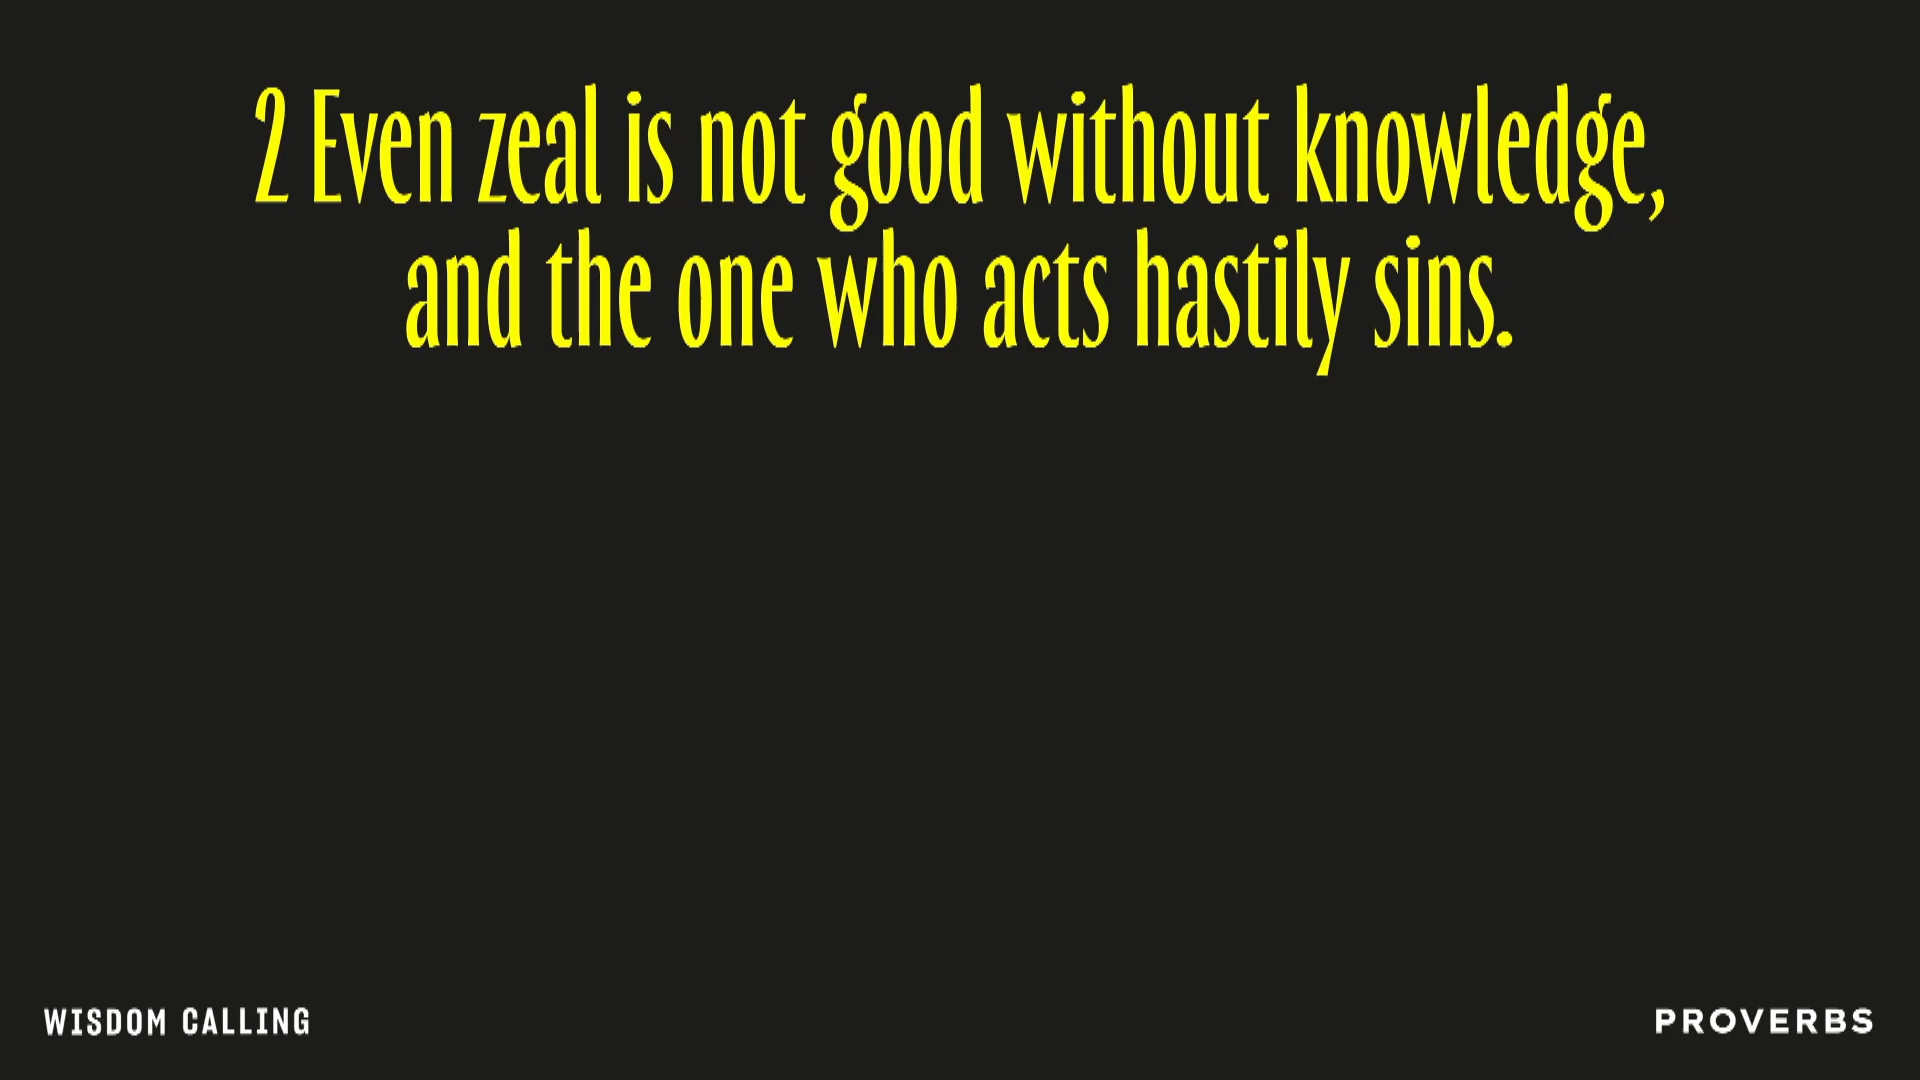 2 Even zeal is not good without knowledge,
and the one who acts hastily sins.
WISDOM CALLING
PROVERBS